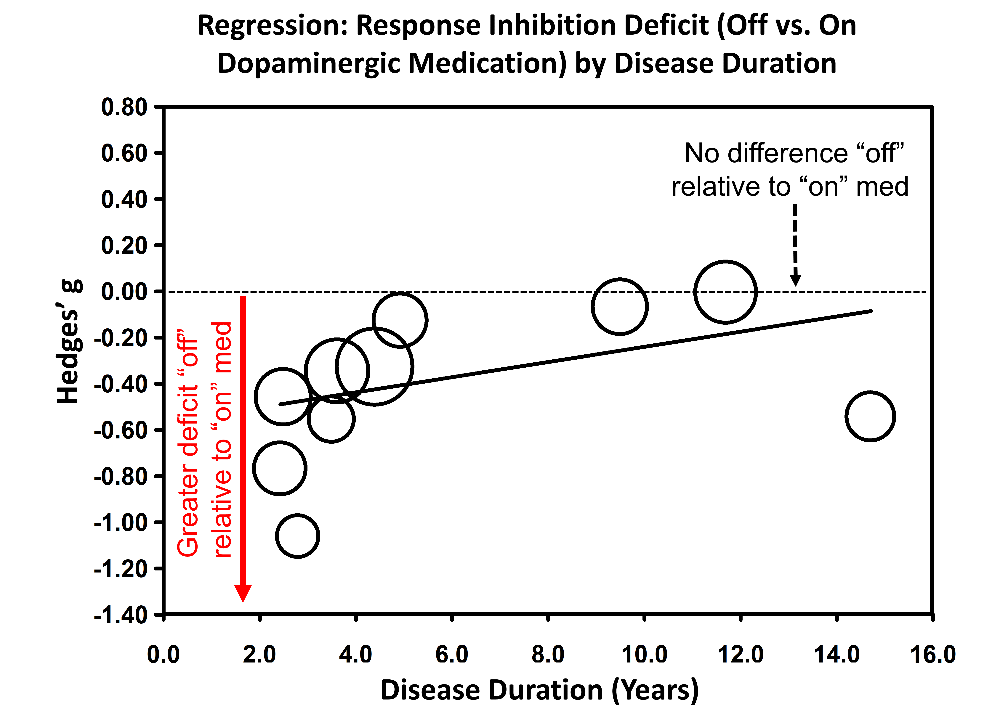 Regression: Response Inhibition Deficit (Off vs. On
Dopaminergic Medication) by Disease Duration
0.80
0.60
0.40
0.20
0.00
-0.20
-0.40
-0.60
-0.80
-1.00
-1.20
-1.40
Hedges’ g
No difference “off”
relative to “on” med
Greater deficit “off”
relative to “on” med
0.0 2.0 4.0 6.0 8.0 10.0 12.0 14.0 16.0
Disease Duration (Years)